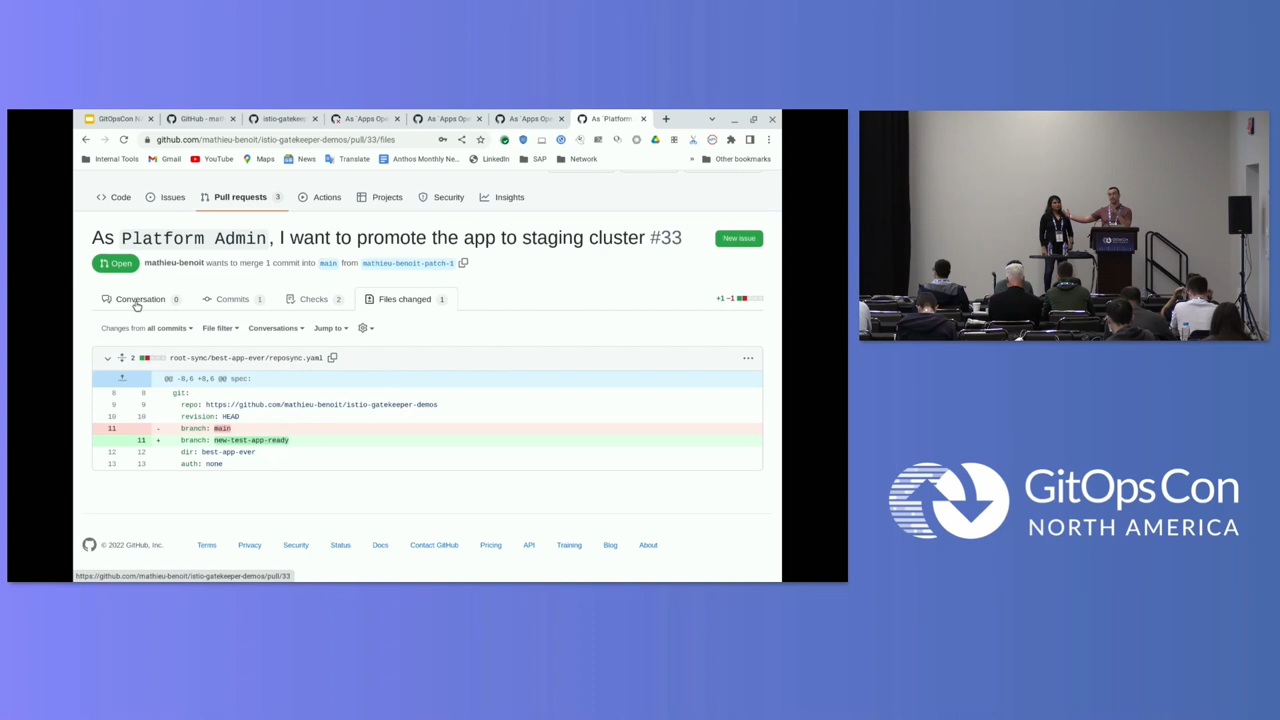 GitOpsCon N
GitHub - math
istio-gatekeep
As `Apps Ope
As `Apps Ope
As `Apps Ope
As `Platform
github.com/mathieu-benoit/istio-gatekeeper-demos/pull/33/files
Internal Tools
Gmail
YouTube
Maps
News
Translate
Anthos Monthly Ne...
LinkedIn
SAP
Network
»
Other bookmarks
Code
Issues
Pull requests 3
Actions
Projects
Security
Insights
As Platform Admin, I want to promote the app to staging cluster #33
New issue
Open
mathieu-benoit wants to merge 1 commit into main from mathieu-benoit-patch-1
Conversation 0
Commits 1
Checks 2
Files changed 1
+1 −1
Changes from all commits
File filter
Conversations
Jump to
2 root-sync/best-app-ever/reposync.yaml
@@ -8,6 +8,6 @@ spec:
8 8 git:
9 9 repo: https://github.com/mathieu-benoit/istio-gatekeeper-demos
10 10 revision: HEAD
11 - branch: main
11 + branch: new-test-app-ready
12 12 dir: best-app-ever
13 13 auth: none
© 2022 GitHub, Inc.
Terms
Privacy
Security
Status
Docs
Contact GitHub
Pricing
API
Training
Blog
About
https://github.com/mathieu-benoit/istio-gatekeeper-demos/pull/33
GitOpsCon
NORTH AMERICA